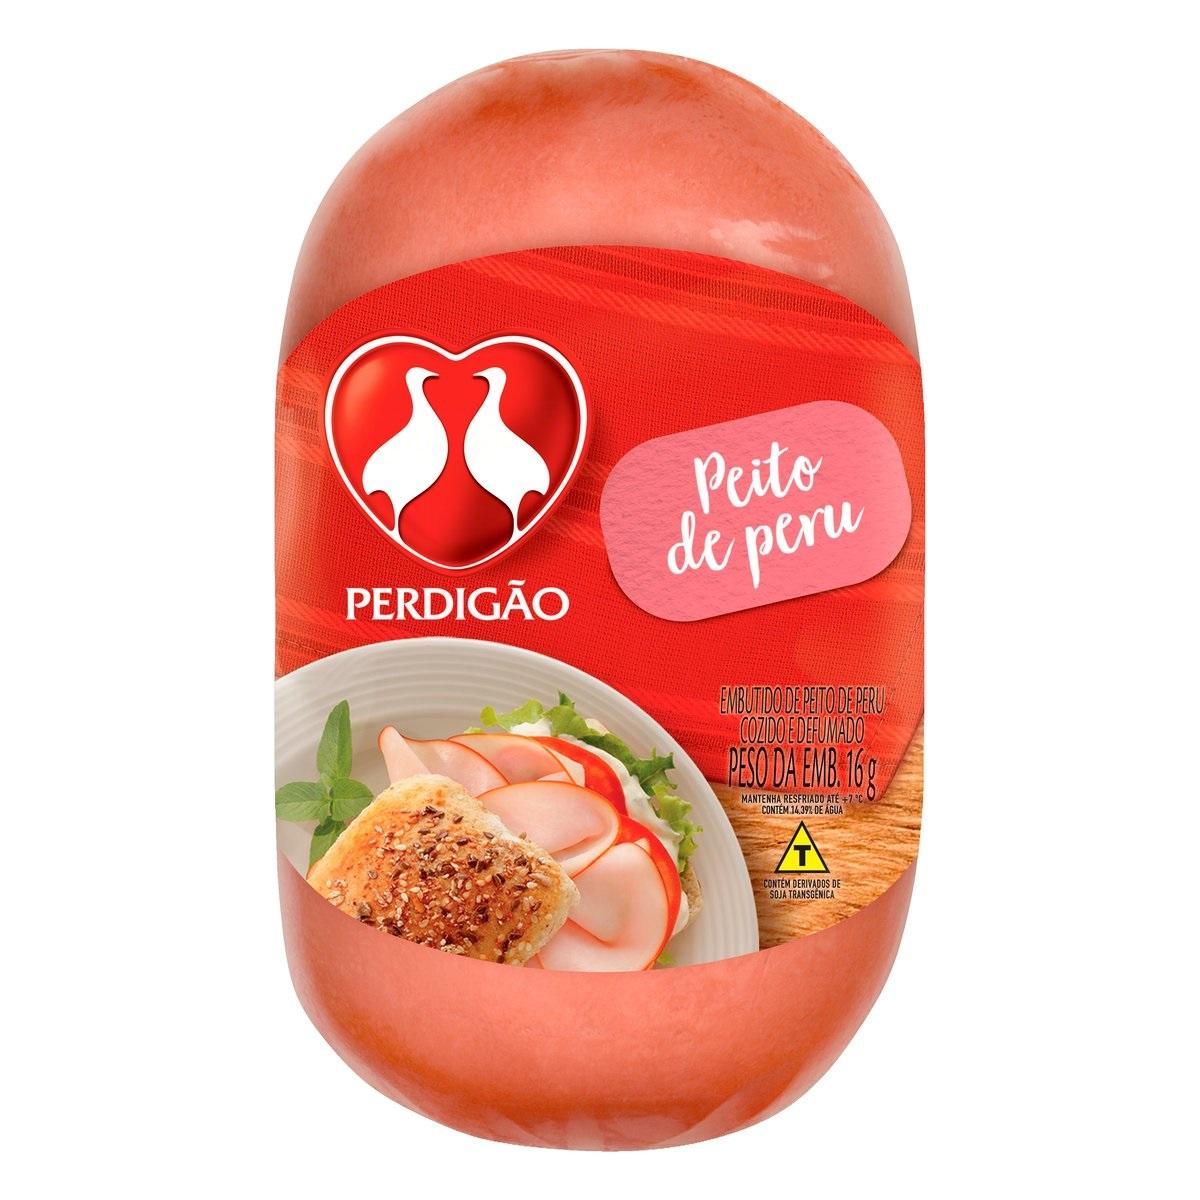 PERDIGÃO
Peito
de peru
EMBUTIDO DE PEITO DE PERU
COZIDO E DEFUMADO
PESO DA EMB. 16 g
MANTENHA RESFRIADO ATÉ +7 °C
CONTÉM 14,39% DE ÁGUA
T
CONTÉM DERIVADOS DE
SOJA TRANSGÊNICA